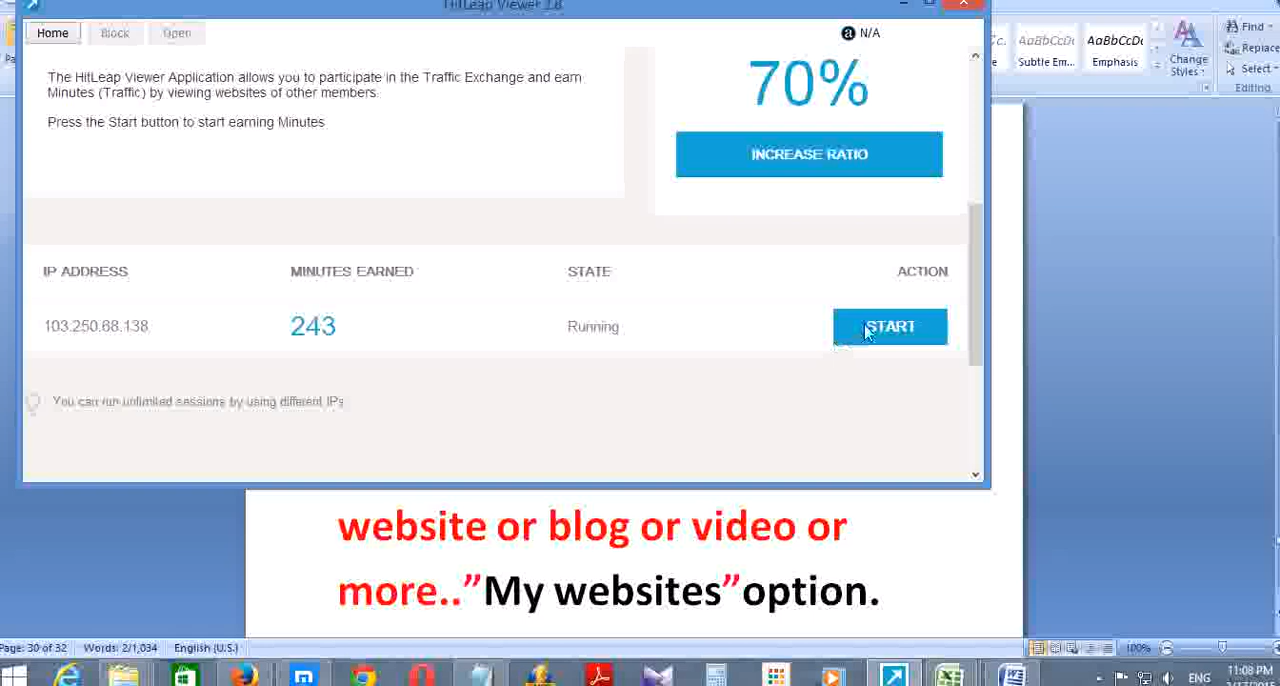 HitLeap Viewer 2.8
Home
Block
Open
N/A
The HitLeap Viewer Application allows you to participate in the Traffic Exchange and earn
Minutes (Traffic) by viewing websites of other members.
Press the Start button to start earning Minutes
70%
INCREASE RATIO
IP ADDRESS MINUTES EARNED STATE ACTION
103.250.68.138 243 Running START
You can run unlimited sessions by using different IPs
AaBbCcDc AaBbCcDc
Subtle Em... Emphasis
Change
Styles
Find
Replace
Select
Editing
website or blog or video or
more..”My websites”option.
Page: 30 of 32 Words: 2/1,034 English (U.S.) 100%
ENG
11:08 PM